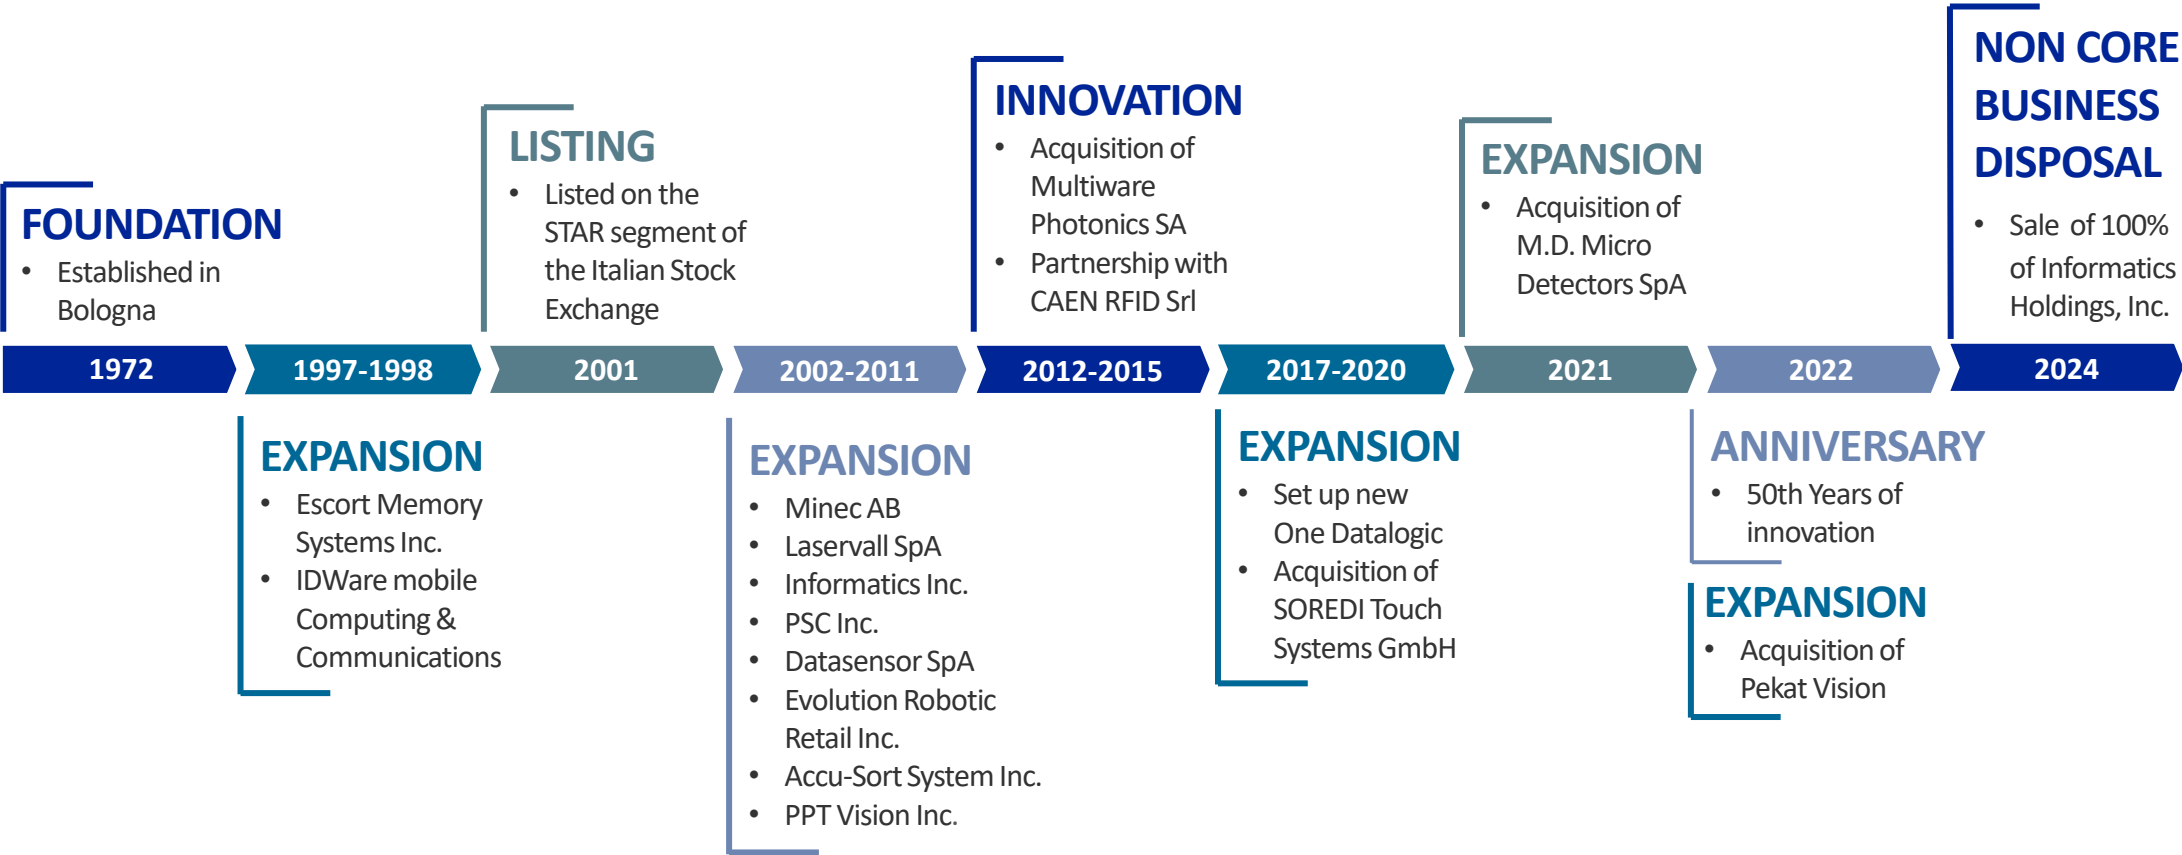 FOUNDATION
• Established in
Bologna
1972
1997-1998
EXPANSION
• Escort Memory
Systems Inc.
• IDWare mobile
Computing &
Communications
LISTING
• Listed on the
STAR segment of
the Italian Stock
Exchange
2001
2002-2011
EXPANSION
• Minec AB
• Laservall SpA
• Informatics Inc.
• PSC Inc.
• Datasensor SpA
• Evolution Robotic
Retail Inc.
• Accu-Sort System Inc.
• PPT Vision Inc.
INNOVATION
• Acquisition of
Multiware
Photonics SA
• Partnership with
CAEN RFID Srl
2012-2015
2017-2020
EXPANSION
• Set up new
One Datalogic
• Acquisition of
SOREDI Touch
Systems GmbH
EXPANSION
• Acquisition of
M.D. Micro
Detectors SpA
2021
2022
ANNIVERSARY
• 50th Years of
innovation
EXPANSION
• Acquisition of
Pekat Vision
NON CORE
BUSINESS
DISPOSAL
• Sale of 100%
of Informatics
Holdings, Inc.
2024